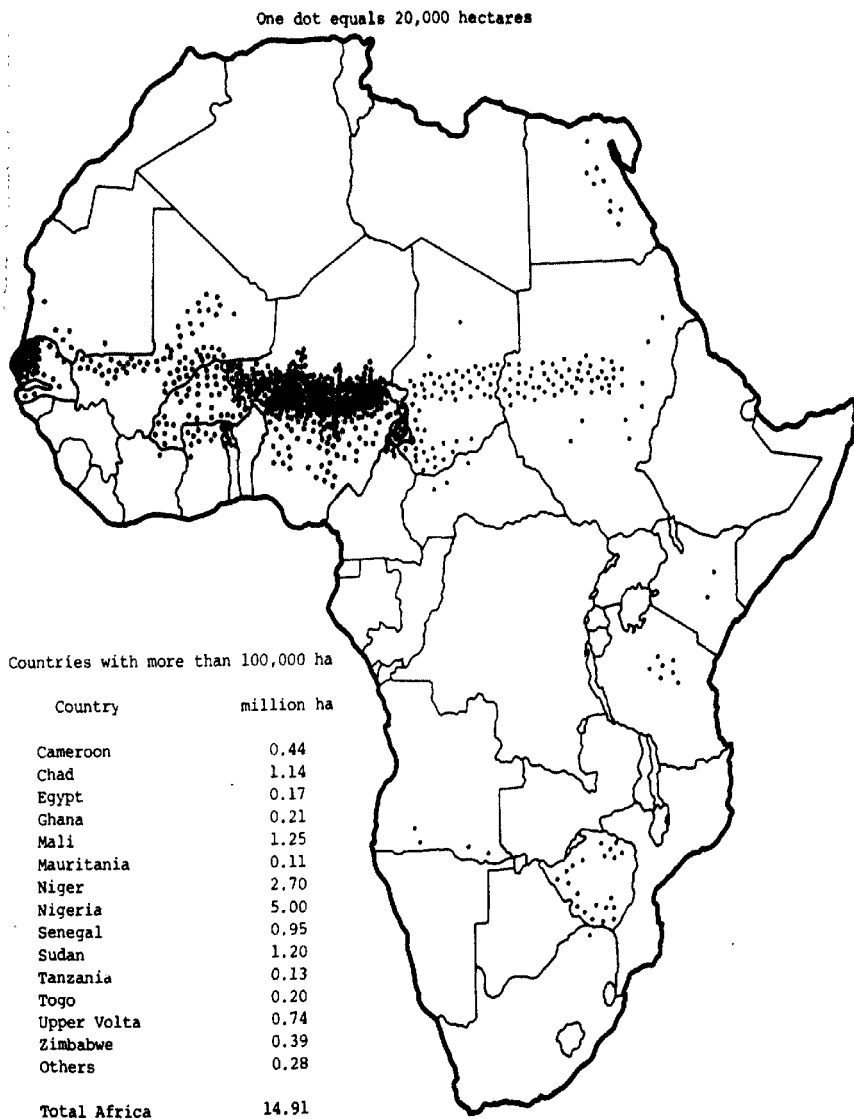 One dot equals 20,000 hectares
Countries with more than 100,000 ha
Country million ha
Cameroon 0.44
Chad 1.14
Egypt 0.17
Ghana 0.21
Mali 1.25
Mauritania 0.11
Niger 2.70
Nigeria 5.00
Senegal 0.95
Sudan 1.20
Tanzania 0.13
Togo 0.20
Upper Volta 0.74
Zimbabwe 0.39
Others 0.28
Total Africa 14.91